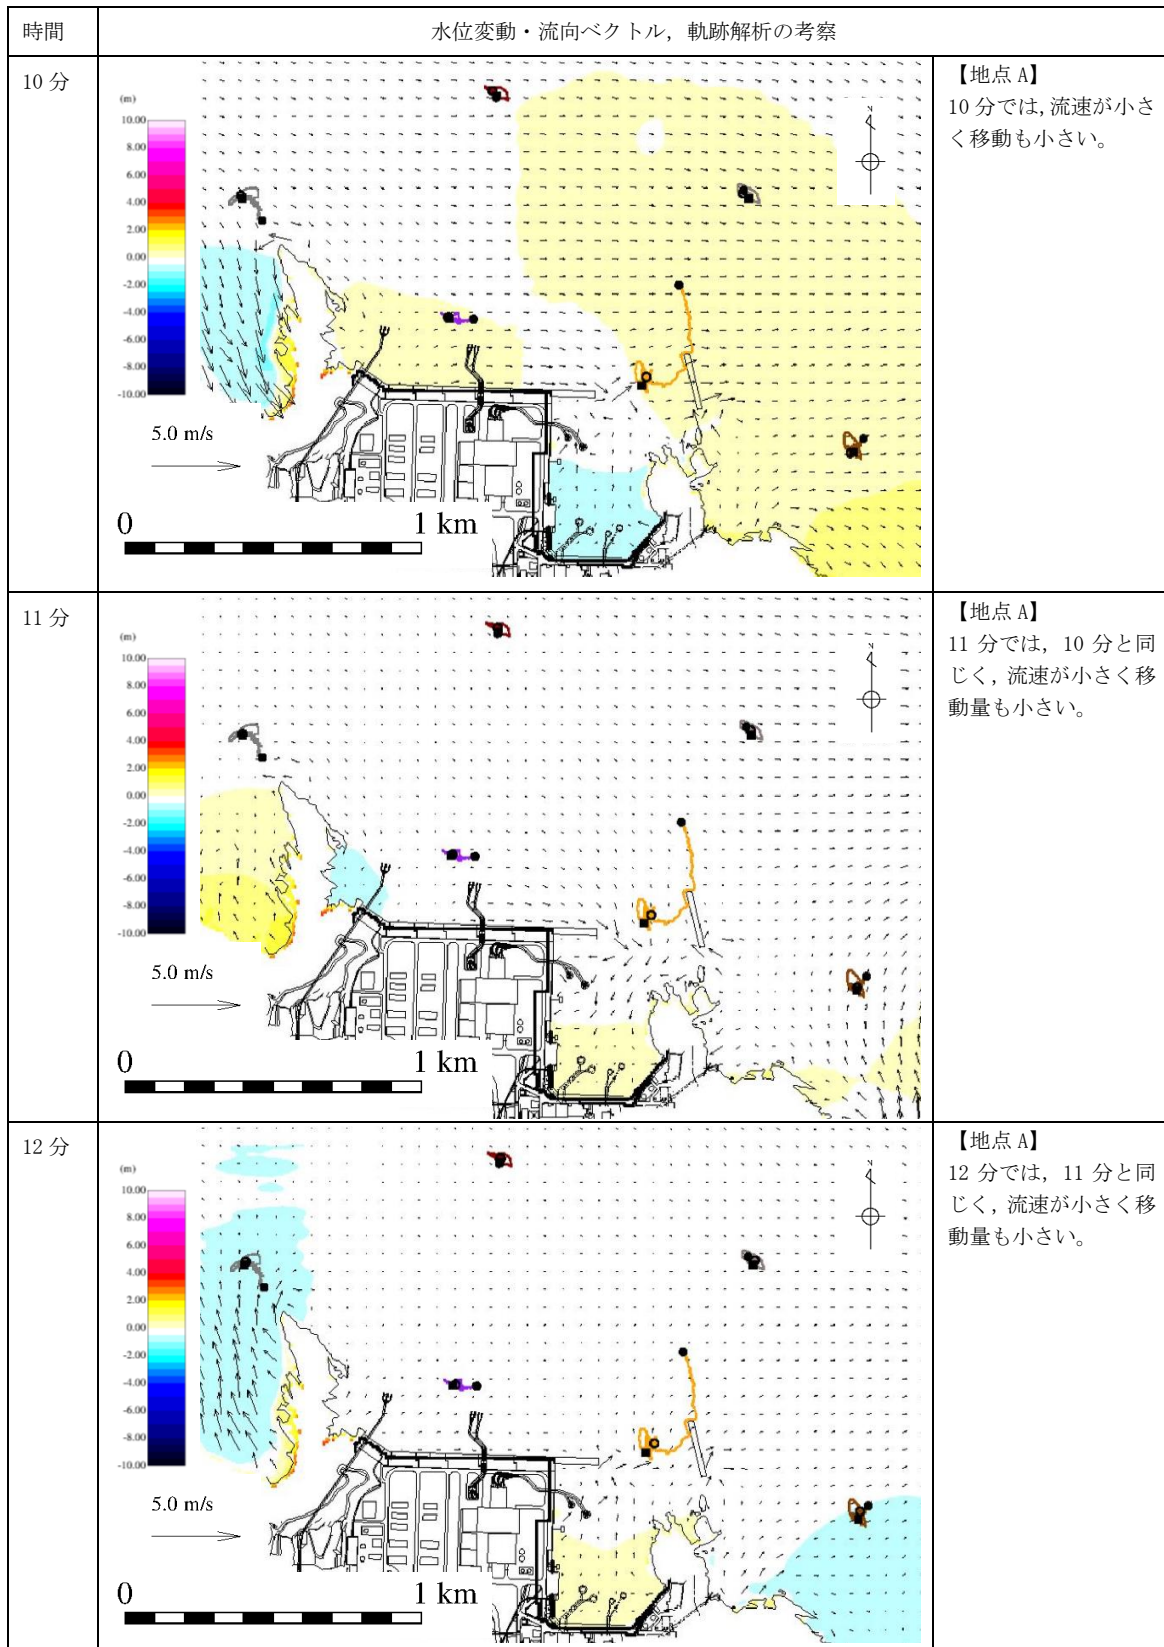 時間
水位変動・流向ベクトル，軌跡解析の考察
10 分
(m)
10.00
8.00
6.00
4.00
2.00
0.00
-2.00
-4.00
-6.00
-8.00
-10.00
5.0 m/s
0
1 km
N
【地点 A】
10 分では，流速が小さ
く移動も小さい。
11 分
(m)
10.00
8.00
6.00
4.00
2.00
0.00
-2.00
-4.00
-6.00
-8.00
-10.00
5.0 m/s
0
1 km
N
【地点 A】
11 分では，10 分と同
じく，流速が小さく移
動量も小さい。
12 分
(m)
10.00
8.00
6.00
4.00
2.00
0.00
-2.00
-4.00
-6.00
-8.00
-10.00
5.0 m/s
0
1 km
N
【地点 A】
12 分では，11 分と同
じく，流速が小さく移
動量も小さい。